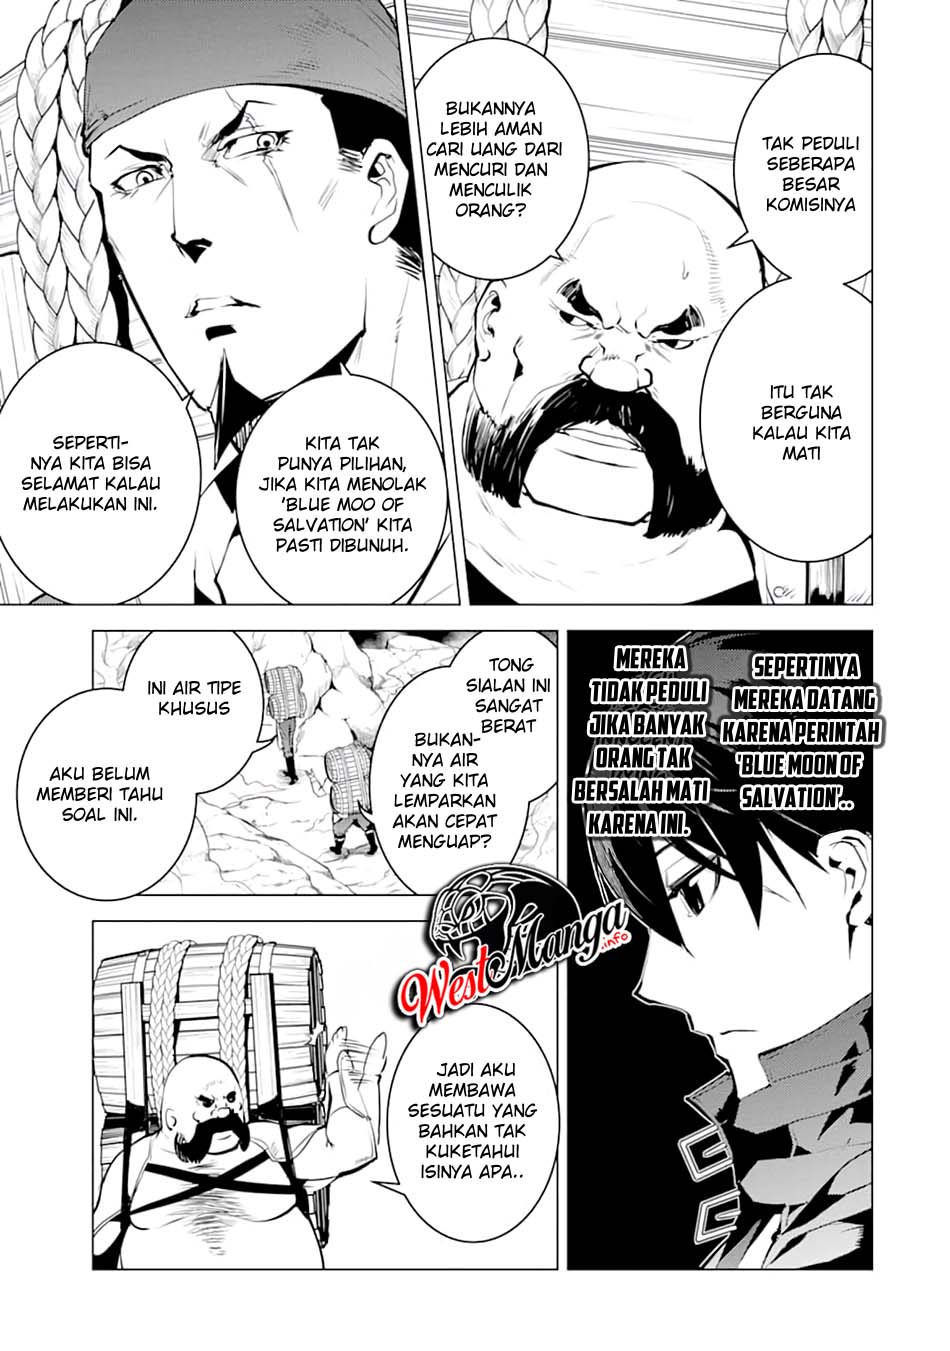 TAK PEDULI
SEBERAPA
BESAR
KOMISINYA
ITU TAK
BERGUNA
KALAU KITA
MATI
BUKANNYA
LEBIH AMAN
CARI UANG DARI
MENCURI DAN
MENCULIK
ORANG?
KITA TAK
PUNYA PILIHAN,
JIKA KITA MENOLAK
'BLUE MOO OF
SALVATION' KITA
PASTI DIBUNUH.
SEPERTI-
NYA KITA BISA
SELAMAT KALAU
MELAKUKAN INI.
SEPERTINYA
MEREKA DATANG
KARENA PERINTAH
'BLUE MOON OF
SALVATION'..
MEREKA
TIDAK PEDULI
JIKA BANYAK
ORANG TAK
BERSALAH MATI
KARENA INI.
TONG
SIALAN INI
SANGAT
BERAT
BUKAN-
NYA AIR
YANG KITA
LEMPARKAN
AKAN CEPAT
MENGUAP?
INI AIR TIPE
KHUSUS
AKU BELUM
MEMBERI TAHU
SOAL INI.
WestManga
.info
JADI AKU
MEMBAWA
SESUATU YANG
BAHKAN TAK
KUKETAHUI
ISINYA APA..